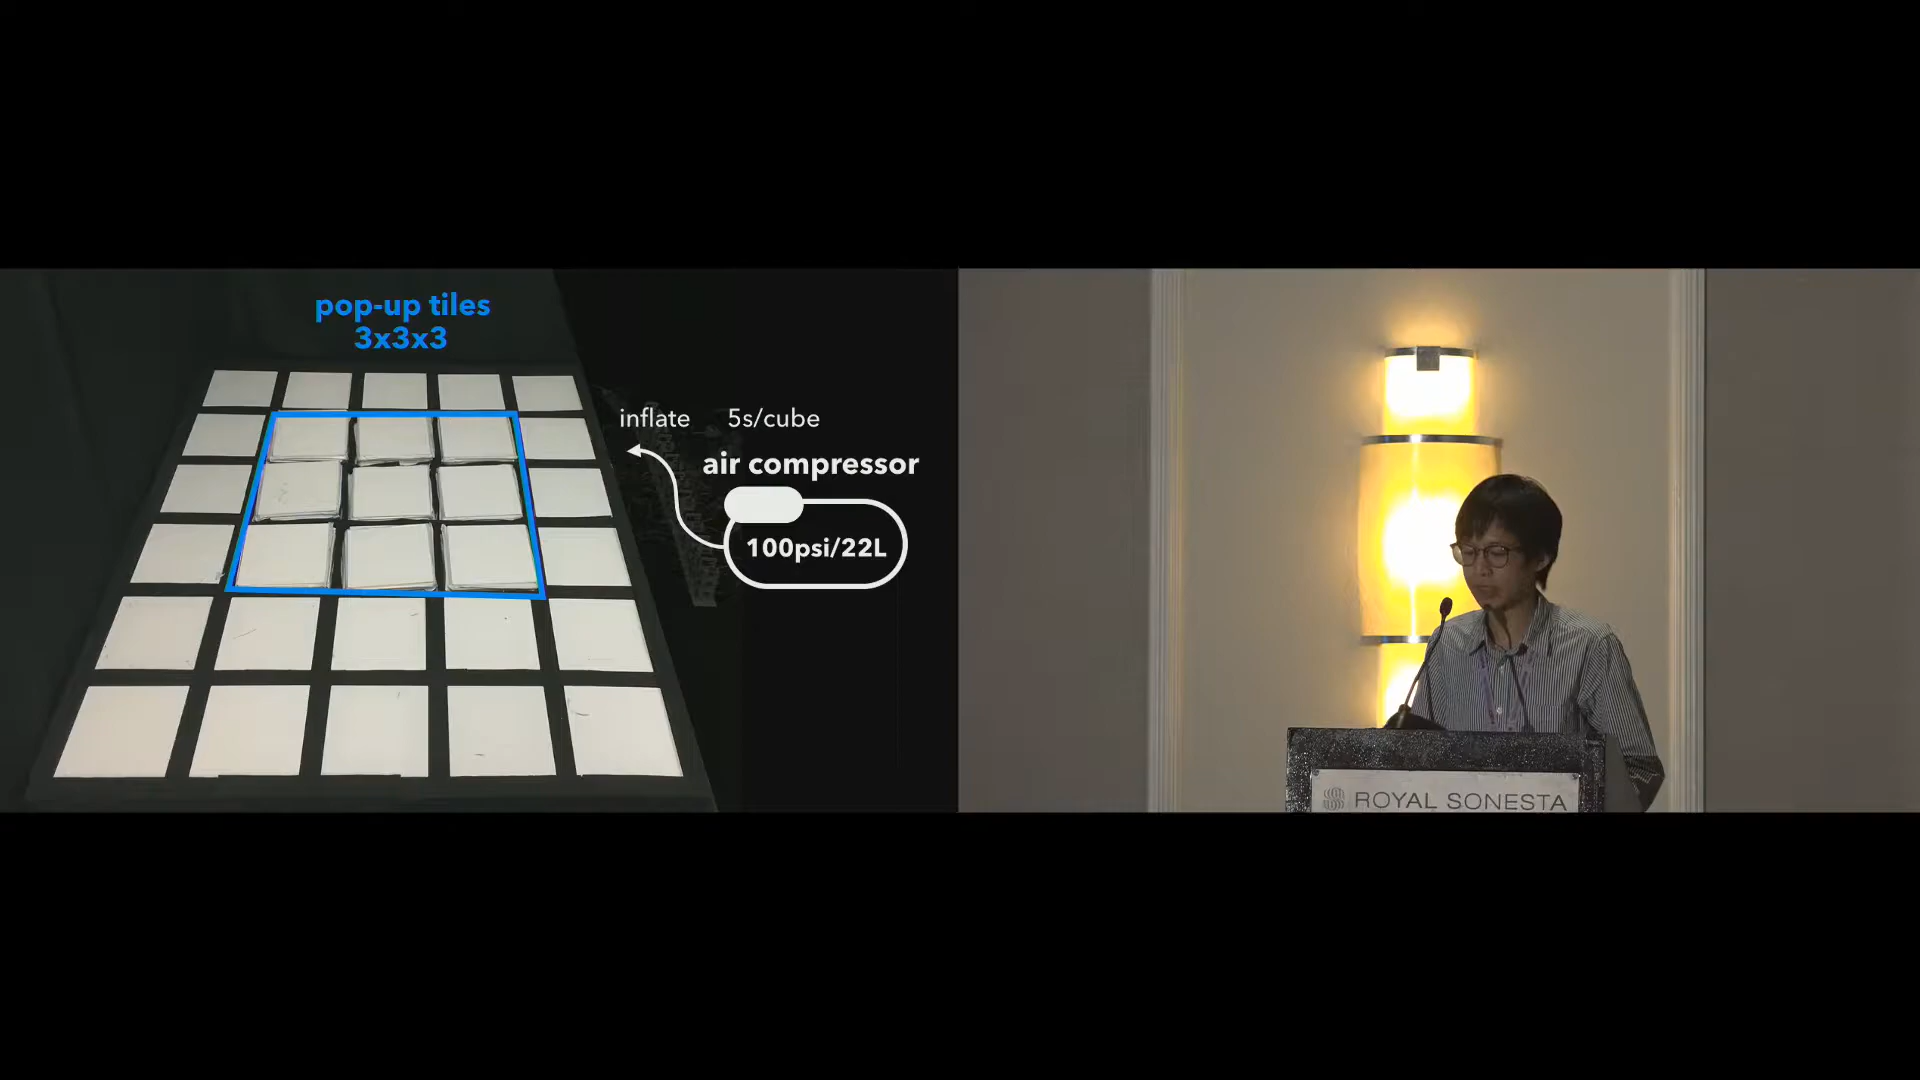 pop-up tiles
3x3x3
inflate 5s/cube
air compressor
100psi/22L
ROYAL SONESTA